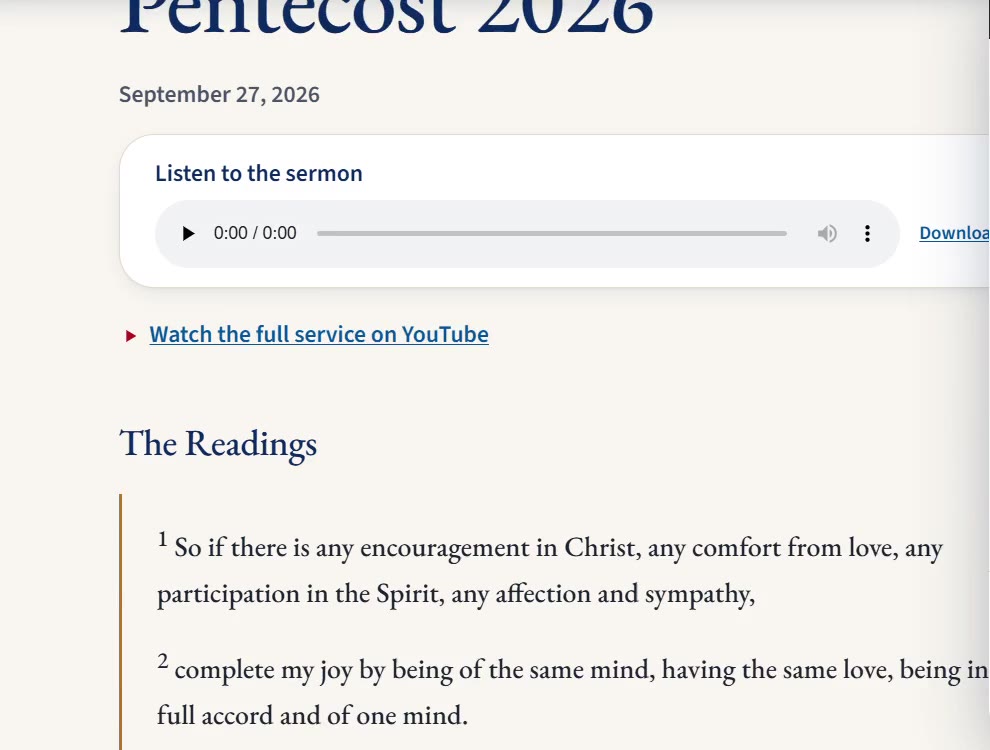 Pentecost 2026
September 27, 2026
Listen to the sermon
0:00 / 0:00
Watch the full service on YouTube
The Readings
1 So if there is any encouragement in Christ, any comfort from love, any
participation in the Spirit, any affection and sympathy,
2 complete my joy by being of the same mind, having the same love, being in
full accord and of one mind.